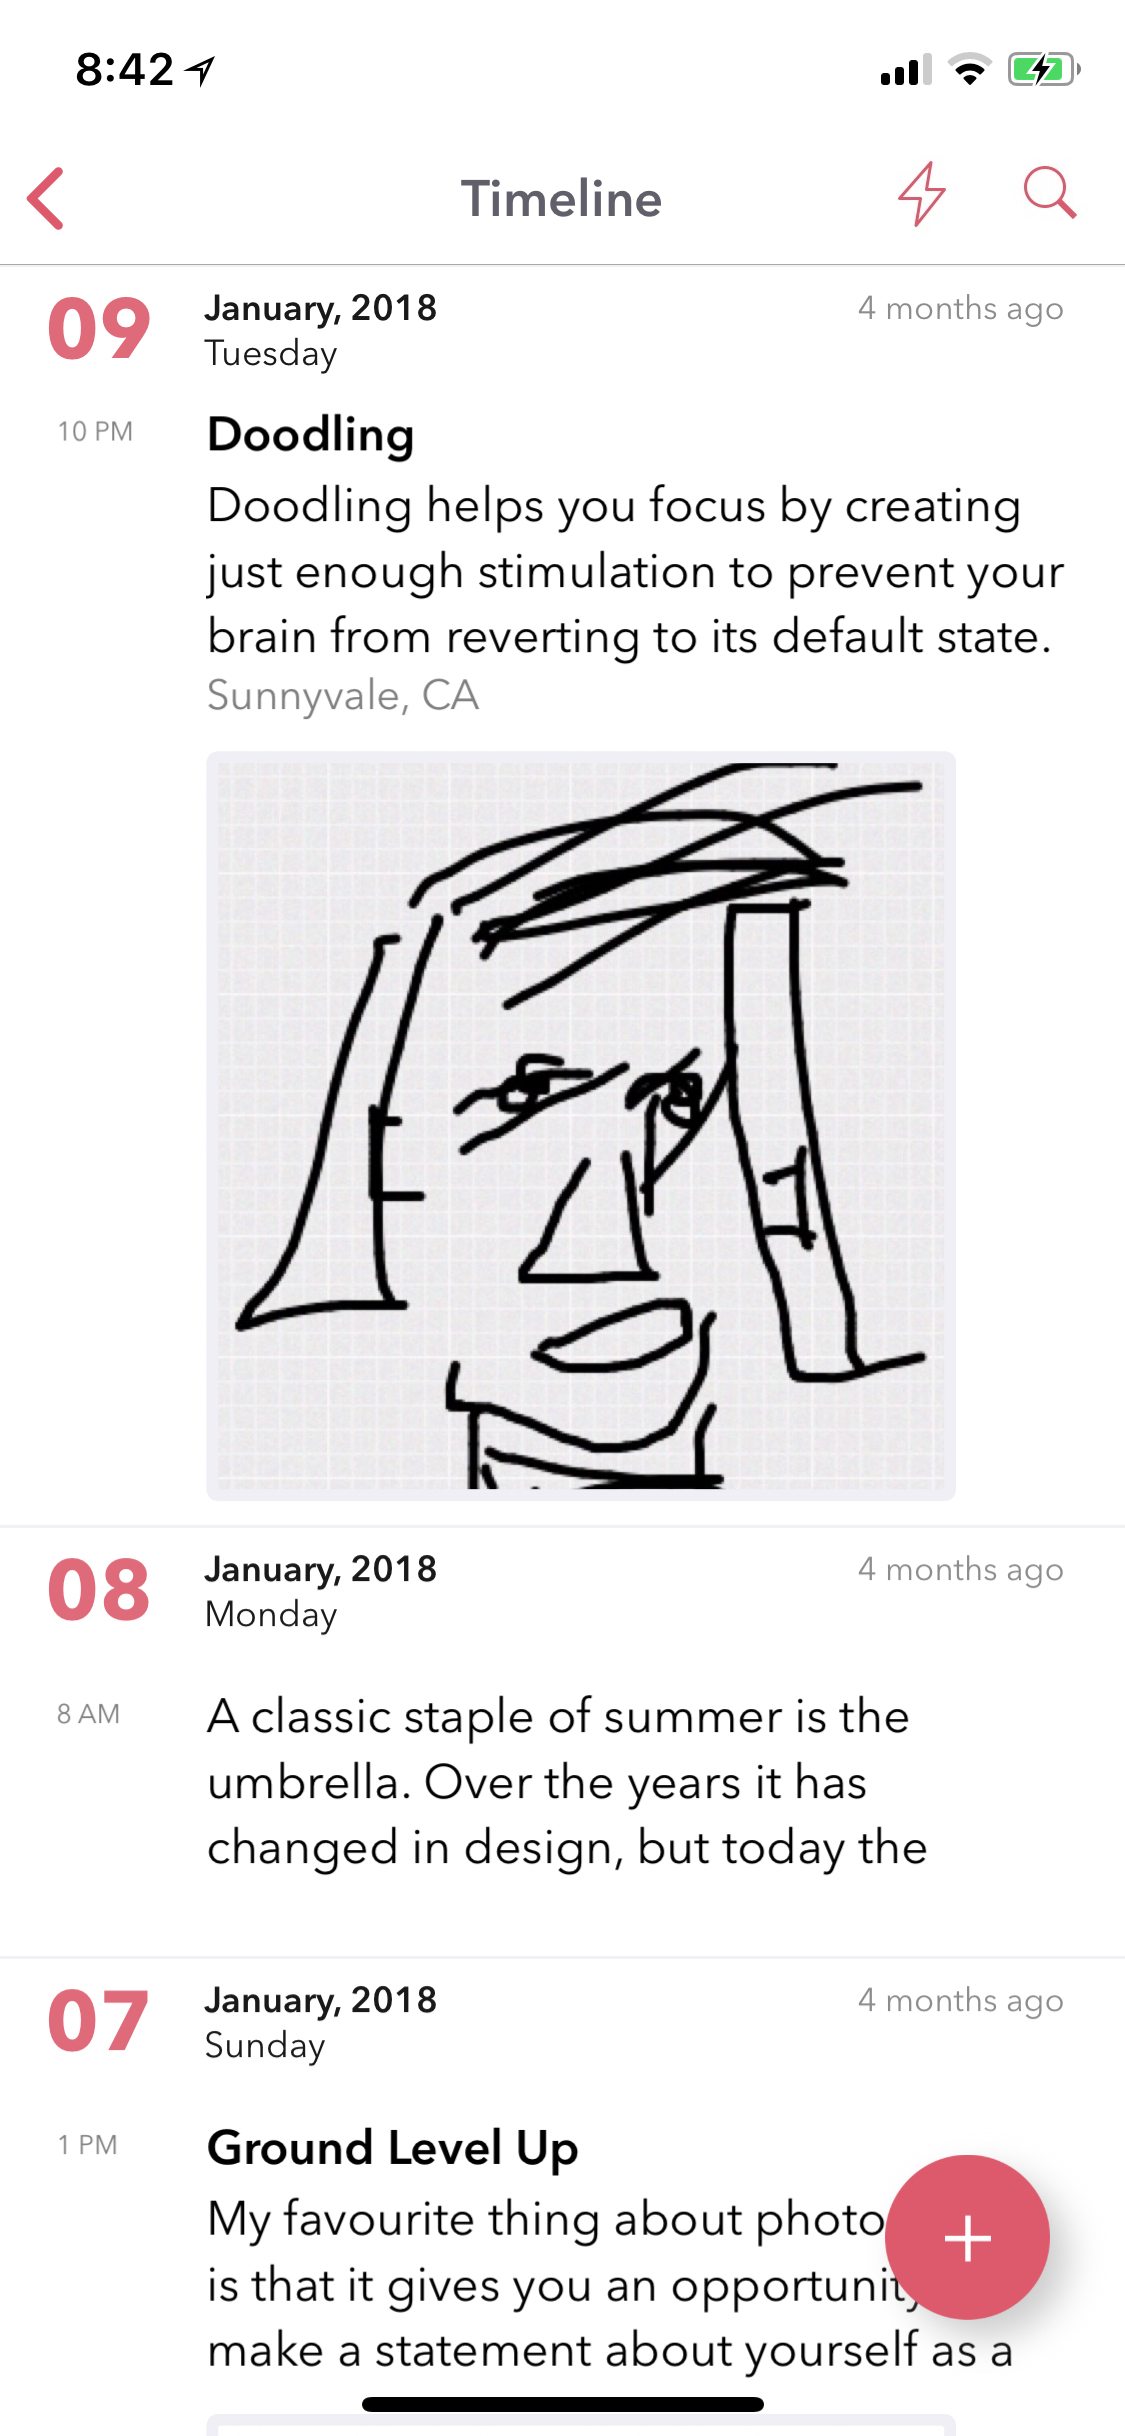 8:42
Timeline
09
January, 2018
4 months ago
Tuesday
10 PM
Doodling
Doodling helps you focus by creating
just enough stimulation to prevent your
brain from reverting to its default state.
Sunnyvale, CA
08
January, 2018
4 months ago
Monday
8 AM
A classic staple of summer is the
umbrella. Over the years it has
changed in design, but today the
07
January, 2018
4 months ago
Sunday
1 PM
Ground Level Up
My favourite thing about photo
is that it gives you an
make a statement about yourself as a